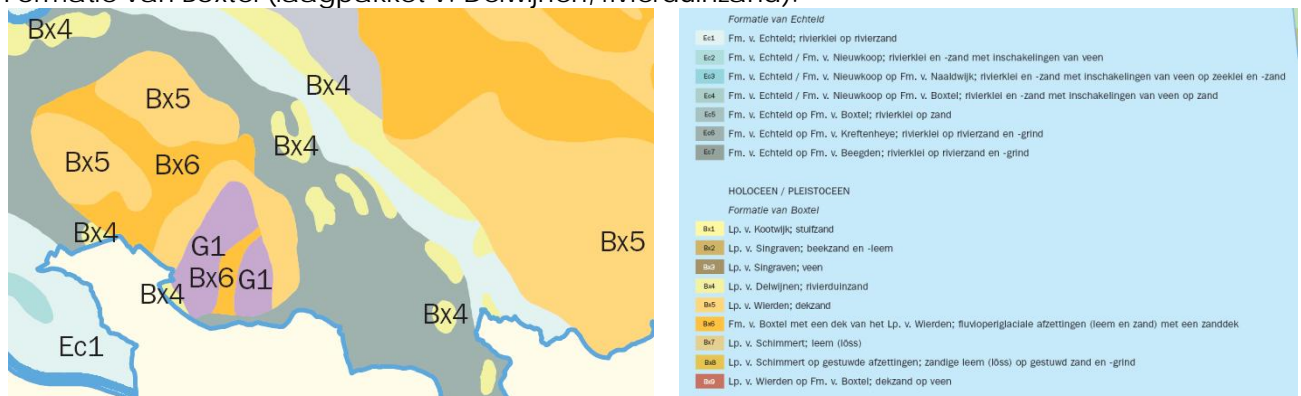 Formatie van Boxtel (laagpakket v. Delwijnen, rivierduinzand).
Bx4
Bx4
Bx5
Bx4
Bx5
Bx6
Bx4
G1
Bx5
Bx6
G1
Bx4
Bx4
Ec1
Formatie van Echteld
Ec1 Fm. v. Echteld; rivierklei op rivierzand
Ec2 Fm. v. Echteld / Fm. v. Nieuwkoop; rivierklei en -zand met inschakelingen van veen
Ec3 Fm. v. Echteld / Fm. v. Nieuwkoop op Fm. v. Naaldwijk; rivierklei en -zand met inschakelingen van veen op zeeklei en -zand
Ec4 Fm. v. Echteld / Fm. v. Nieuwkoop op Fm. v. Boxtel; rivierklei en -zand met inschakelingen van veen op zand
Ec5 Fm. v. Echteld op Fm. v. Boxtel; rivierklei op zand
Ec6 Fm. v. Echteld op Fm. v. Kreftenheye; rivierklei op rivierzand en -grind
Ec7 Fm. v. Echteld op Fm. v. Beegden; rivierklei op rivierzand en -grind
HOLOCEEN / PLEISTOCEEN
Formatie van Boxtel
Bx1 Lp. v. Kootwijk; stuifzand
Bx2 Lp. v. Singraven; beekzand en -leem
Bx3 Lp. v. Singraven; veen
Bx4 Lp. v. Delwijnen; rivierduinzand
Bx5 Lp. v. Wierden; dekzand
Bx6 Fm. v. Boxtel met een dek van het Lp. v. Wierden; fluvioperiglaciale afzettingen (leem en zand) met een zanddek
Bx7 Lp. v. Schimmert; leem (löss)
Bx8 Lp. v. Schimmert op gestuwde afzettingen; zandige leem (löss) op gestuwd zand en -grind
Bx9 Lp. v. Wierden op Fm. v. Boxtel; dekzand op veen